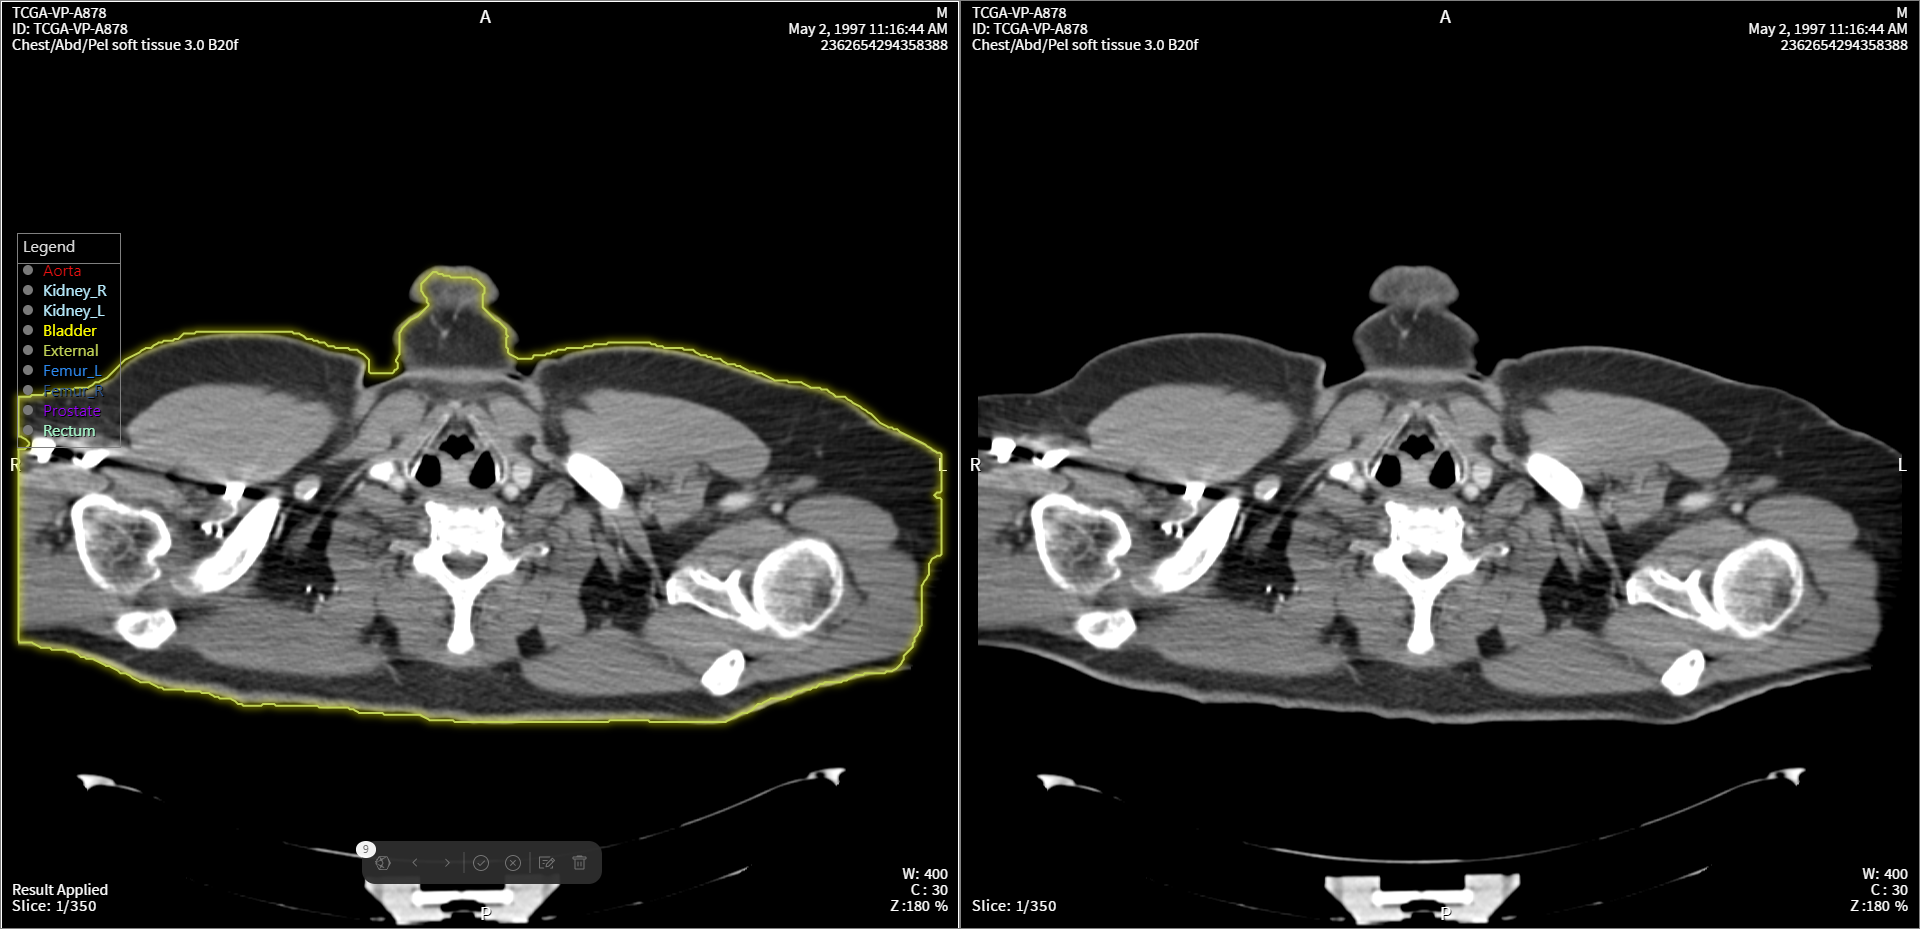 TCGA-VP-A878
ID: TCGA-VP-A878
Chest/Abd/Pel soft tissue 3.0 B20f
A
M
May 2, 1997 11:16:44 AM
2362654294358388
Legend
Aorta
Kidney_R
Kidney_L
Bladder
External
Femur_L
Femur_R
Prostate
Rectum
R
L
9
Result Applied
Slice: 1/350
P
W: 400
C: 30
Z:180 %
TCGA-VP-A878
ID: TCGA-VP-A878
Chest/Abd/Pel soft tissue 3.0 B20f
A
M
May 2, 1997 11:16:44 AM
2362654294358388
R
L
Slice: 1/350
P
W: 400
C: 30
Z:180 %